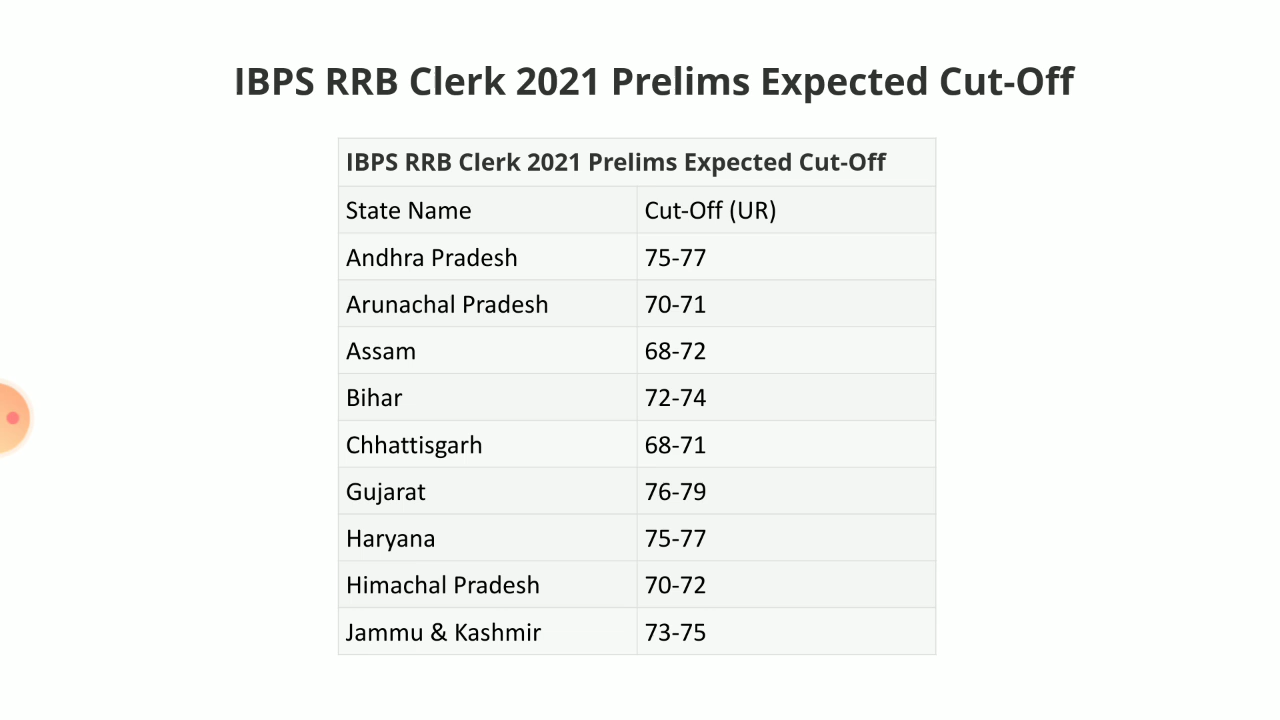 IBPS RRB Clerk 2021 Prelims Expected Cut-Off
IBPS RRB Clerk 2021 Prelims Expected Cut-Off
State Name Cut-Off (UR)
Andhra Pradesh 75-77
Arunachal Pradesh 70-71
Assam 68-72
Bihar 72-74
Chhattisgarh 68-71
Gujarat 76-79
Haryana 75-77
Himachal Pradesh 70-72
Jammu & Kashmir 73-75